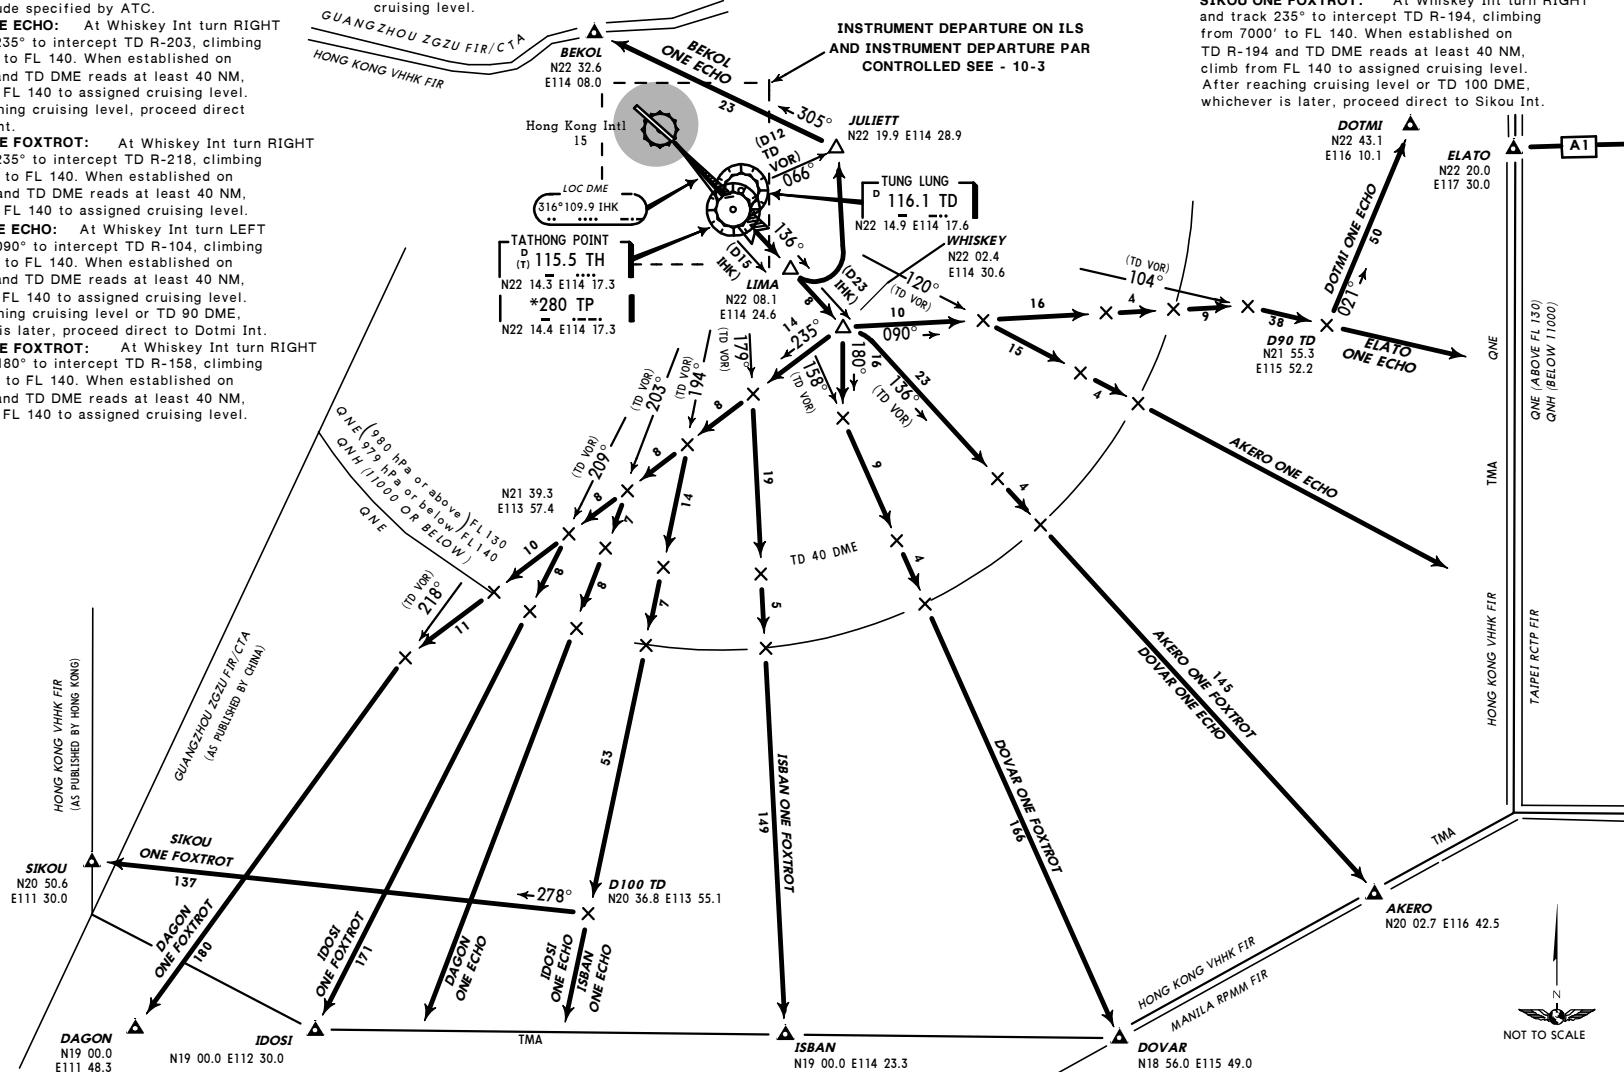 ude specified by ATC.
E ECHO: At Whiskey Int turn RIGHT
235° to intercept TD R-203, climbing
to FL 140. When established on
and TD DME reads at least 40 NM,
FL 140 to assigned cruising level.
hing cruising level, proceed direct
nt.
E FOXTROT: At Whiskey Int turn RIGHT
235° to intercept TD R-218, climbing
to FL 140. When established on
and TD DME reads at least 40 NM,
FL 140 to assigned cruising level.
E ECHO: At Whiskey Int turn LEFT
090° to intercept TD R-104, climbing
to FL 140. When established on
and TD DME reads at least 40 NM,
FL 140 to assigned cruising level.
hing cruising level or TD 90 DME,
is later, proceed direct to Dotmi Int.
E FOXTROT: At Whiskey Int turn RIGHT
180° to intercept TD R-158, climbing
to FL 140. When established on
and TD DME reads at least 40 NM,
FL 140 to assigned cruising level.
cruising level.
GUANGZHOU ZGZU FIR/CTA
HONG KONG VHHK FIR
BEKOL
N22 32.6
E114 08.0
BEKOL
ONE ECHO
23
305°
INSTRUMENT DEPARTURE ON ILS
AND INSTRUMENT DEPARTURE PAR
CONTROLLED SEE - 10-3
SIKOU ONE FOXTROT: At Whiskey Int turn RIGHT
and track 235° to intercept TD R-194, climbing
from 7000' to FL 140. When established on
TD R-194 and TD DME reads at least 40 NM,
climb from FL 140 to assigned cruising level.
After reaching cruising level or TD 100 DME,
whichever is later, proceed direct to Sikou Int.
Hong Kong Intl
15
JULIETT
N22 19.9 E114 28.9
(D12
TD
VOR)
066°
LOC DME
316° 109.9 IHK
TUNG LUNG
D
116.1 TD
N22 14.9 E114 17.6
TATHONG POINT
D
(T) 115.5 TH
N22 14.3 E114 17.3
*280 TP
N22 14.4 E114 17.3
(D15
IHK)
136°
LIMA
N22 08.1
E114 24.6
8
(D23
IHK)
WHISKEY
N22 02.4
E114 30.6
DOTMI
N22 43.1
E116 10.1
DOTMI ONE ECHO
50
021°
ELATO
N22 20.0
E117 30.0
A1
120°
(TD VOR)
10
090°
16
4
(TD VOR)
104°
9
38
D90 TD
N21 55.3
E115 52.2
ELATO
ONE ECHO
15
4
AKERO ONE ECHO
14
235°
(TD VOR)
179°
(TD VOR)
158°
180°
16
23
136°
(TD VOR)
(TD VOR)
194°
(TD VOR)
203°
(TD VOR)
209°
8
8
8
10
11
(TD VOR)
218°
N21 39.3
E113 57.4
QNE (980 hPa or above) FL130
(979 hPa or below) FL140
QNH (11000 OR BELOW)
QNE
14
7
8
8
7
19
5
9
4
4
TD 40 DME
53
149
ISBAN ONE FOXTROT
166
DOVAR ONE FOXTROT
145
AKERO ONE FOXTROT
DOVAR ONE ECHO
QNE
QNE (ABOVE FL 130)
QNH (BELOW 11000)
TMA
HONG KONG VHHK FIR
TAIPEI RCTP FIR
HONG KONG VHHK FIR
(AS PUBLISHED BY HONG KONG)
GUANGZHOU ZGZU FIR/CTA
(AS PUBLISHED BY CHINA)
SIKOU
N20 50.6
E111 30.0
SIKOU
ONE FOXTROT
137
278°
D100 TD
N20 36.8 E113 55.1
DAGON
ONE FOXTROT
180
IDOSI
ONE FOXTROT
171
DAGON
ONE ECHO
IDOSI
ONE ECHO
ISBAN
ONE ECHO
DAGON
N19 00.0
E111 48.3
IDOSI
N19 00.0 E112 30.0
TMA
ISBAN
N19 00.0 E114 23.3
DOVAR
N18 56.0 E115 49.0
HONG KONG VHHK FIR
MANILA RPMM FIR
TMA
AKERO
N20 02.7 E116 42.5
N
NOT TO SCALE